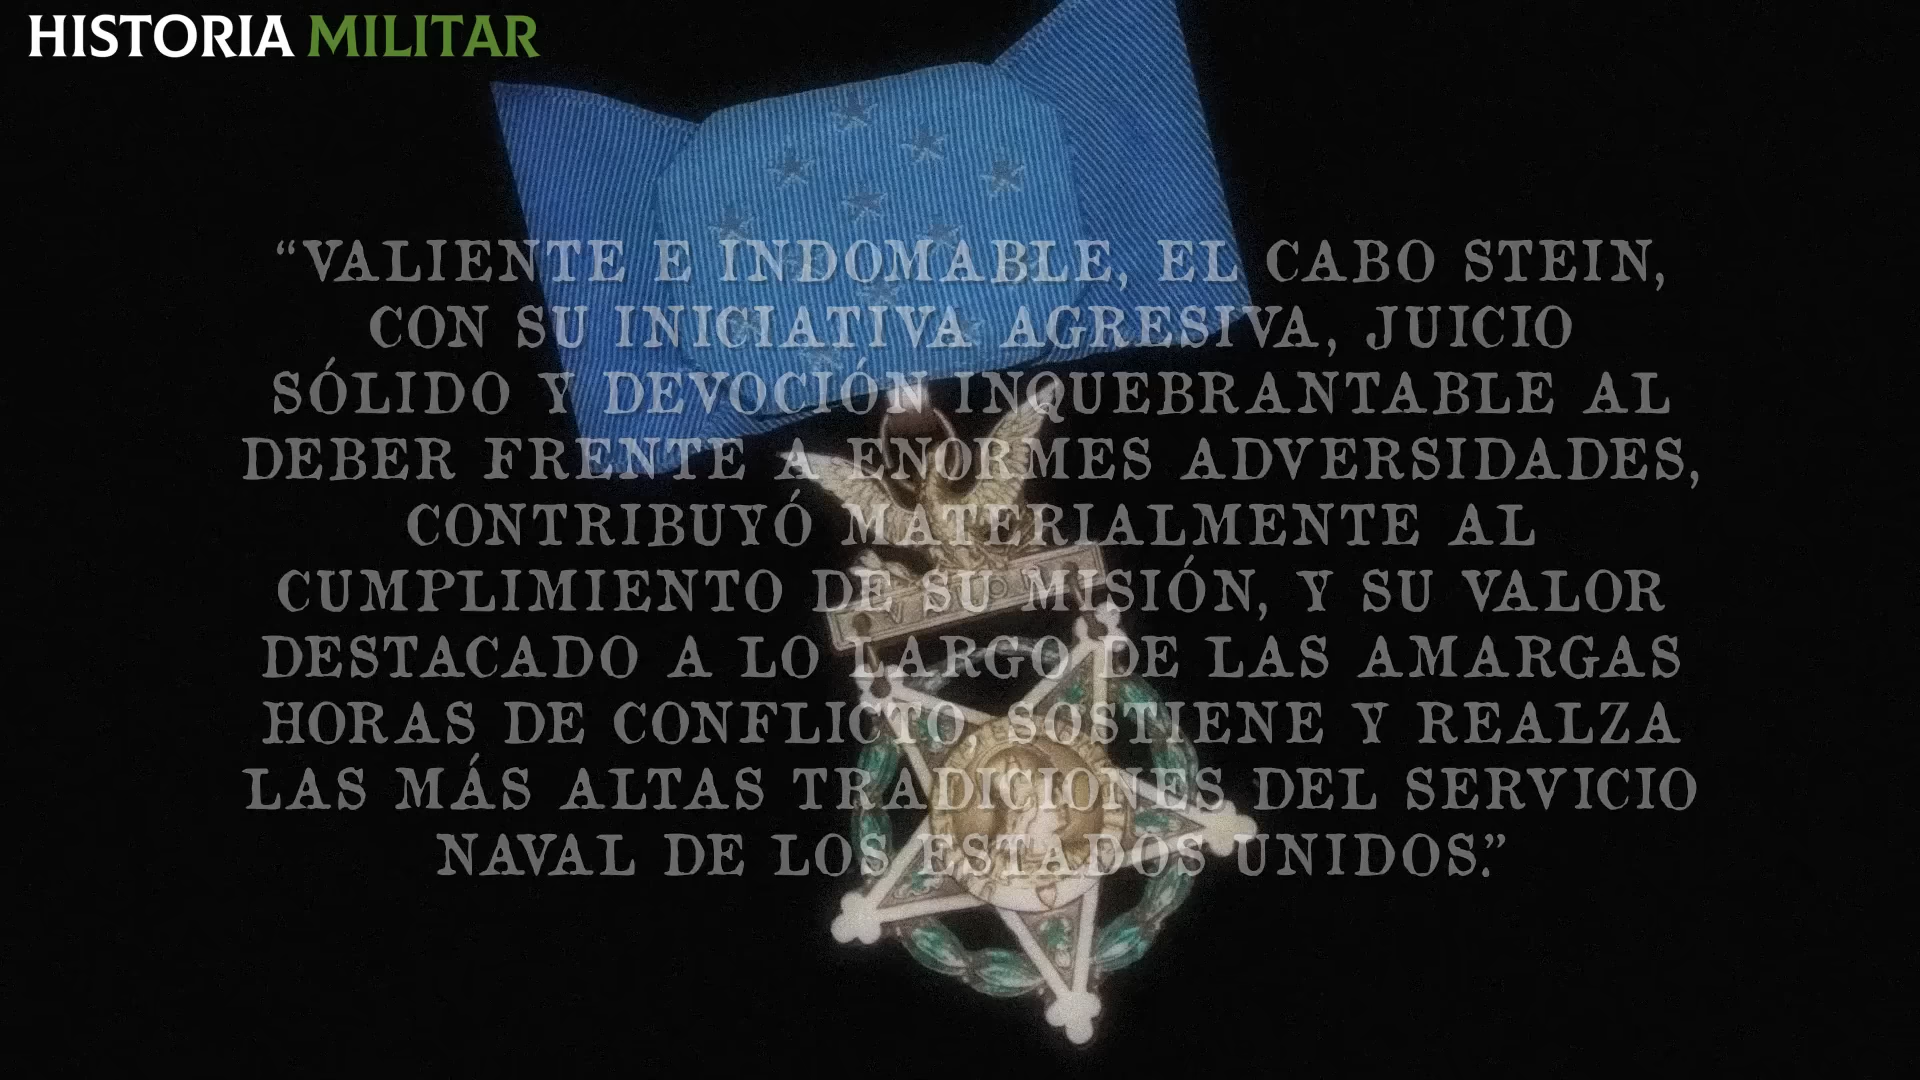 HISTORIA MILITAR
“VALIENTE E INDOMABLE, EL CABO STEIN,
CON SU INICIATIVA AGRESIVA, JUICIO
SÓLIDO Y DEVOCIÓN INQUEBRANTABLE AL
DEBER FRENTE A ENORMES ADVERSIDADES,
CONTRIBUYÓ MATERIALMENTE AL
CUMPLIMIENTO DE SU MISIÓN, Y SU VALOR
DESTACADO A LO LARGO DE LAS AMARGAS
HORAS DE CONFLICTO, SOSTIENE Y REALZA
LAS MÁS ALTAS TRADICIONES DEL SERVICIO
NAVAL DE LOS ESTADOS UNIDOS.”